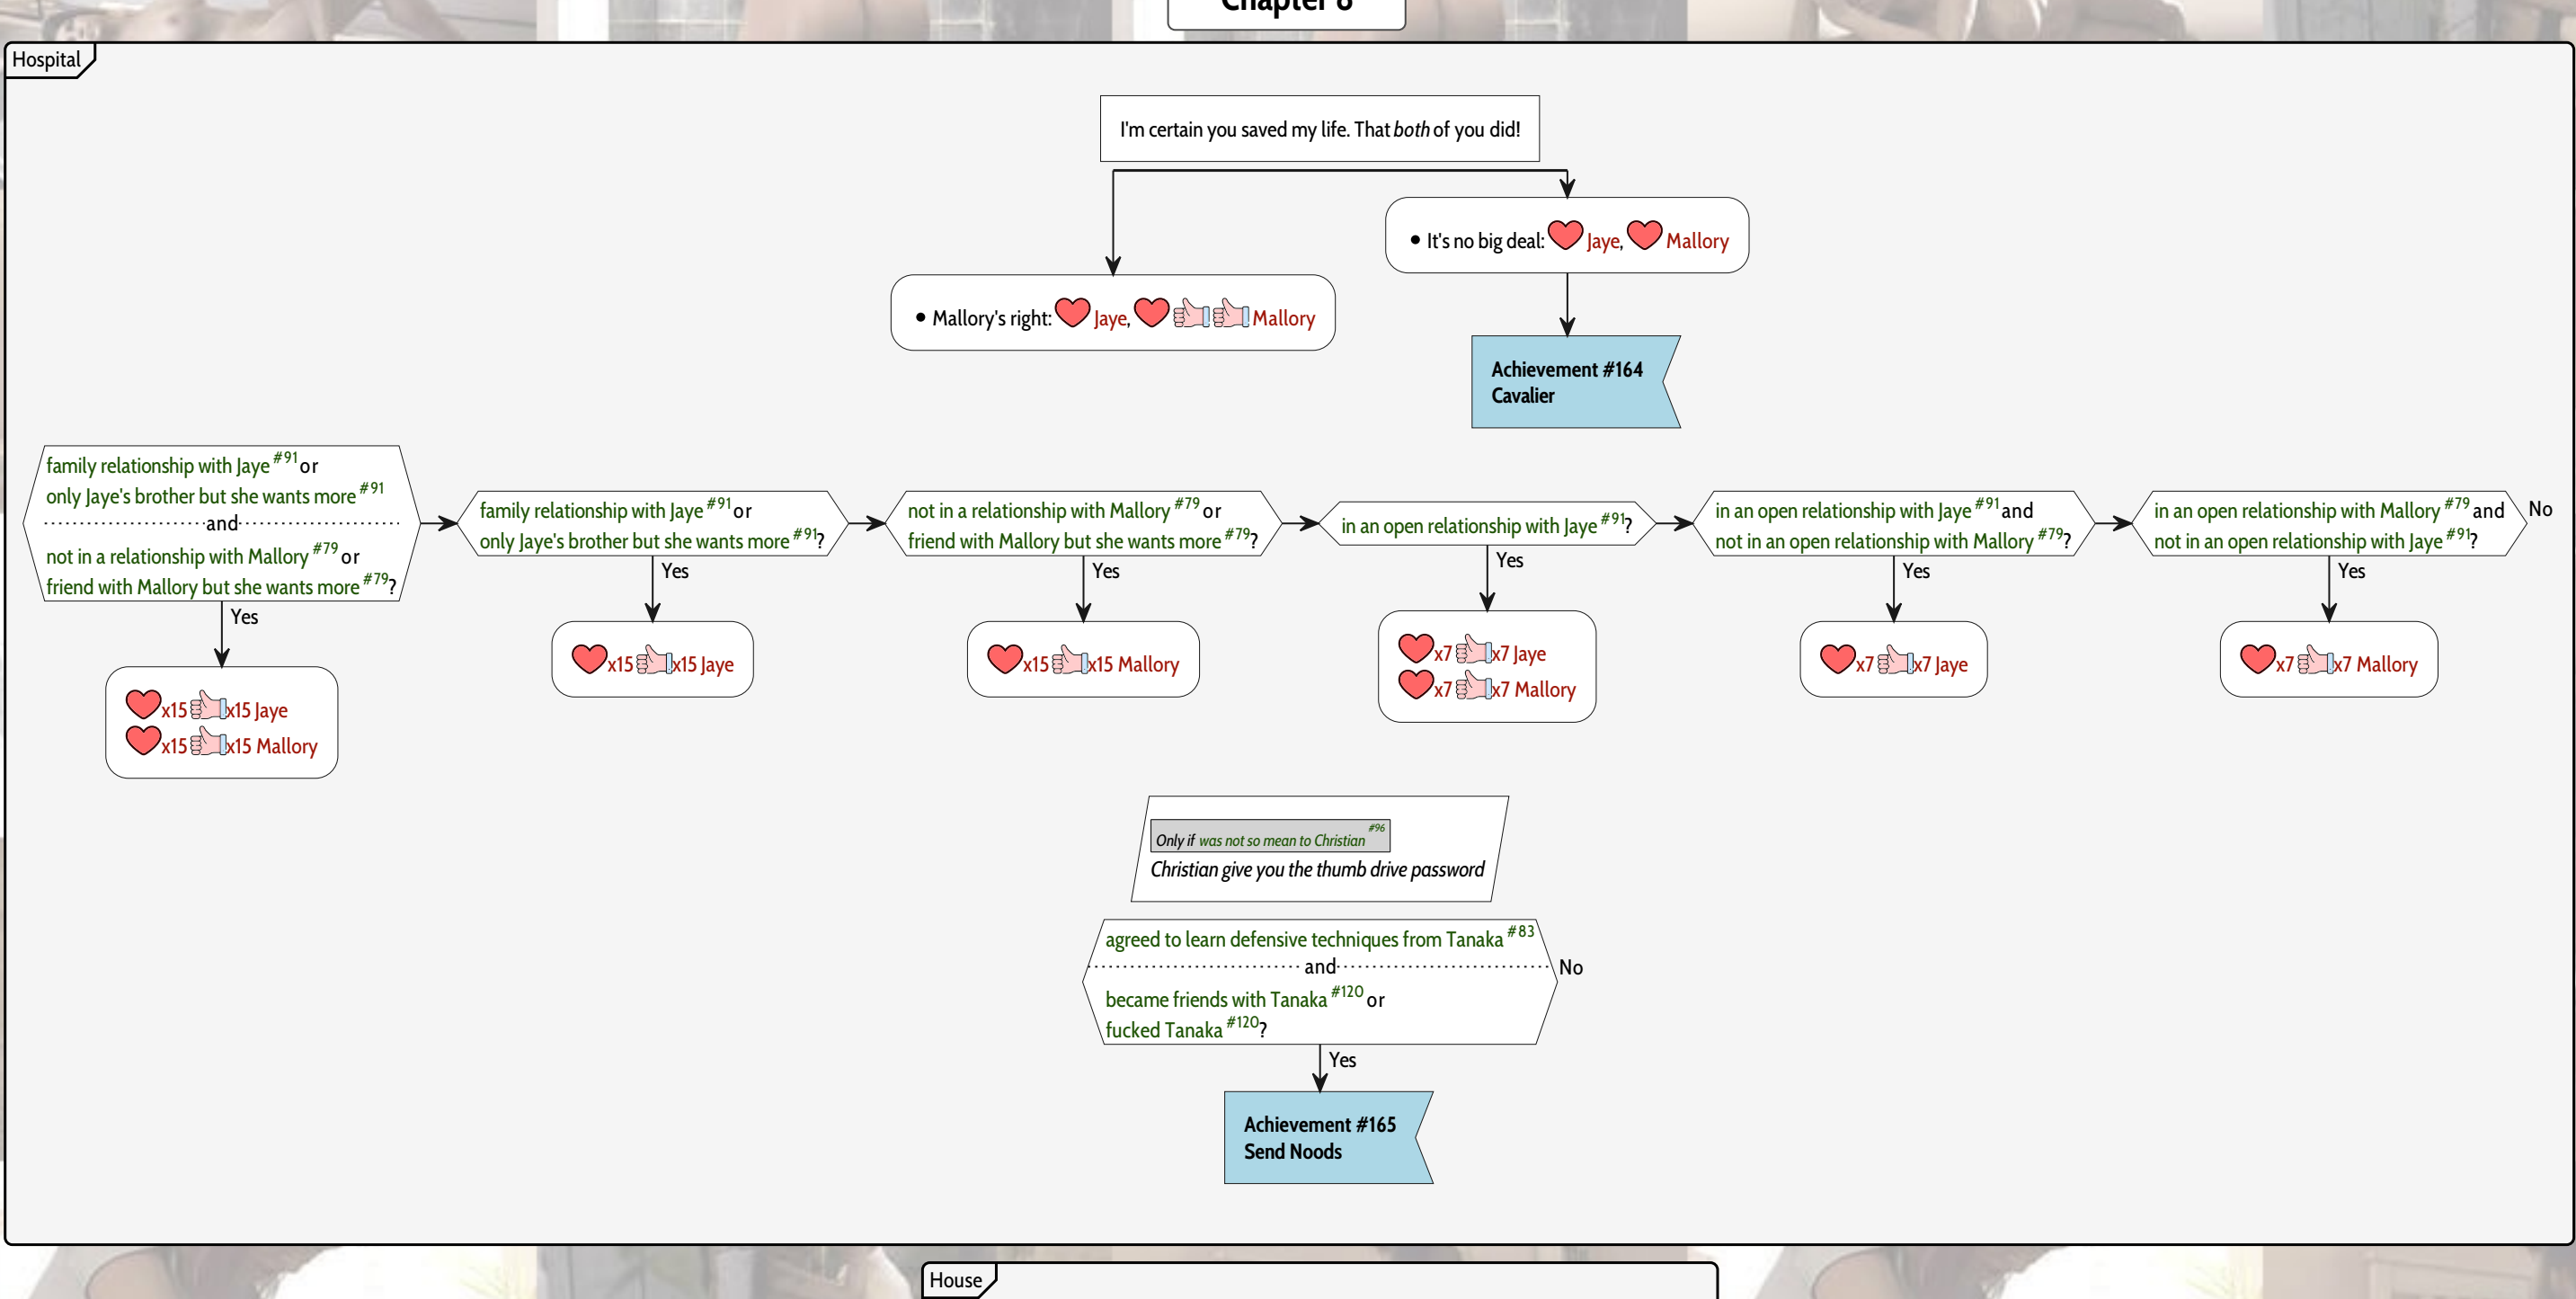 Chapter 8
Hospital
I'm certain you saved my life. That both of you did!
• It's no big deal: Jaye, Mallory
• Mallory's right: Jaye, Mallory
Achievement #164
Cavalier
family relationship with Jaye #91 or
only Jaye's brother but she wants more #91
and
not in a relationship with Mallory #79 or
friend with Mallory but she wants more #79?
Yes
x15 x15 Jaye
x15 x15 Mallory
family relationship with Jaye #91 or
only Jaye's brother but she wants more #91?
Yes
x15 x15 Jaye
not in a relationship with Mallory #79 or
friend with Mallory but she wants more #79?
Yes
x15 x15 Mallory
in an open relationship with Jaye #91?
Yes
x7 x7 Jaye
x7 x7 Mallory
in an open relationship with Jaye #91 and
not in an open relationship with Mallory #79?
Yes
x7 x7 Jaye
in an open relationship with Mallory #79 and
not in an open relationship with Jaye #91?
No
Yes
x7 x7 Mallory
Only if was not so mean to Christian #96
Christian give you the thumb drive password
agreed to learn defensive techniques from Tanaka #83
and
No
became friends with Tanaka #120 or
fucked Tanaka #120?
Yes
Achievement #165
Send Noods
House